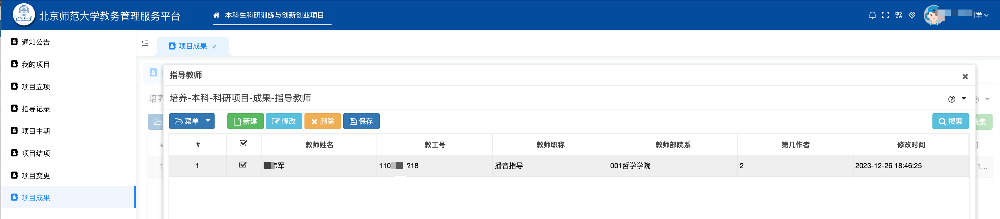 北京师范大学教务管理服务平台
本科生科研训练与创新创业项目
学
通知公告
我的项目
项目立项
指导记录
项目中期
项目结项
项目变更
项目成果
项目成果 ×
指导教师
培养
培养-本科-科研项目-成果-指导教师
菜单 新建 修改 删除 保存 搜索 搜索
# # 教师姓名 教工号 教师职称 教师部院系 第几作者 修改时间
1 1 军 110 218 播音指导 001哲学学院 2 2023-12-26 18:46:25 1...